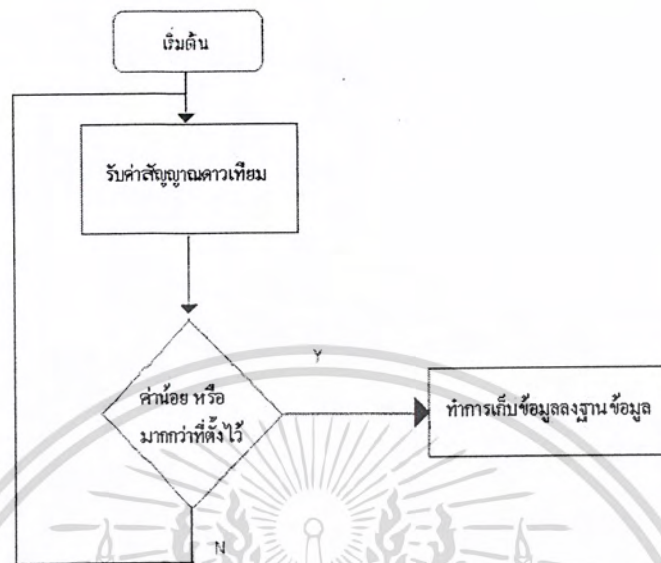 เริ่มต้น
รับค่าสัญญาณดาวเทียม
Y
ค่าน้อย หรือ
มากกว่าที่ตั้งไว้
ทำการเก็บข้อมูลลงฐาน ข้อมูล
N